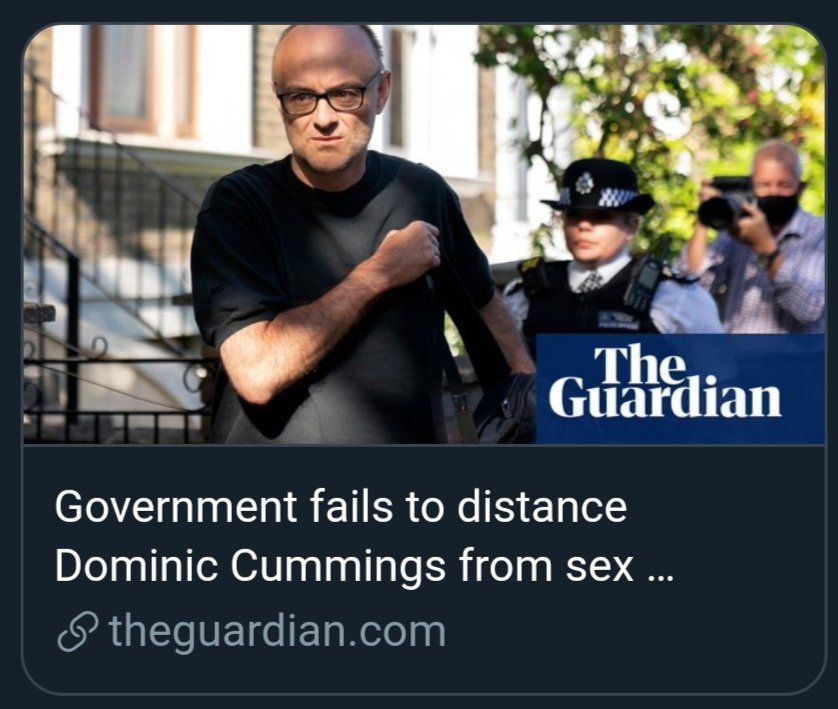 The
Guardian
Government fails to distance
Dominic Cummings from sex ...
theguardian.com